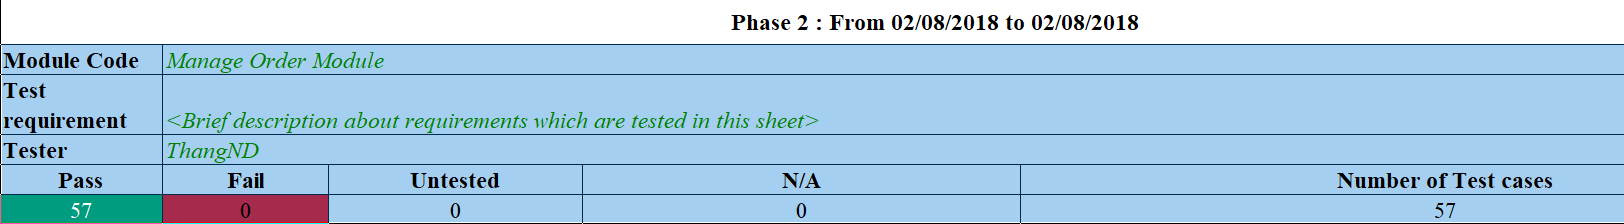 Phase 2 : From 02/08/2018 to 02/08/2018
Module Code Manage Order Module
Test
requirement <Brief description about requirements which are tested in this sheet>
Tester ThangND
Pass Fail Untested N/A Number of Test cases
57 0 0 0 57